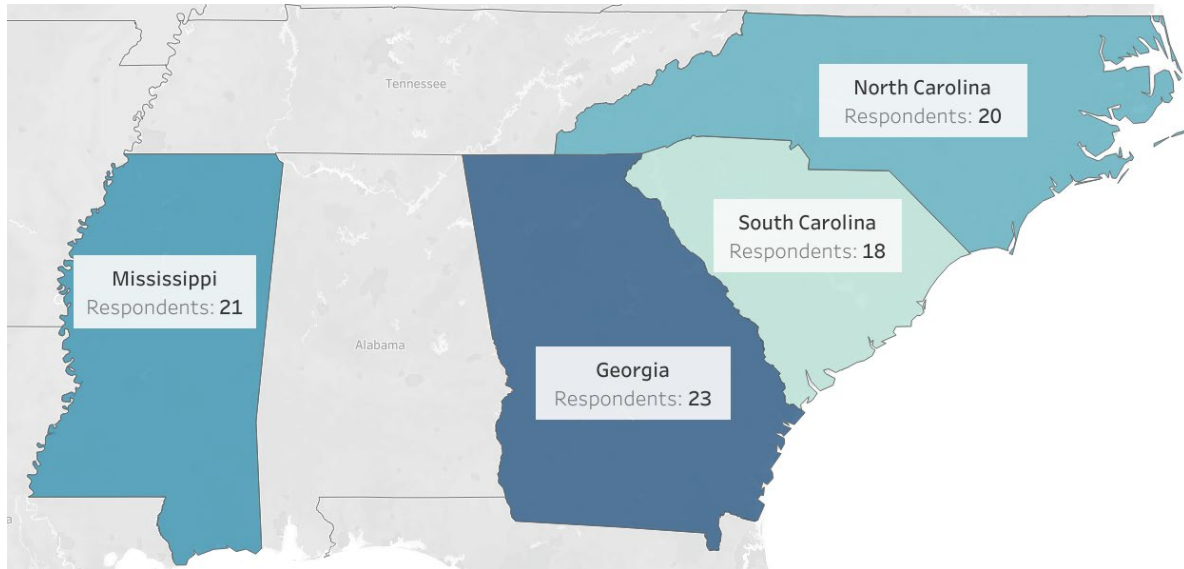 Tennessee
North Carolina
Respondents: 20
South Carolina
Respondents: 18
Mississippi
Respondents: 21
Alabama
Georgia
Respondents: 23